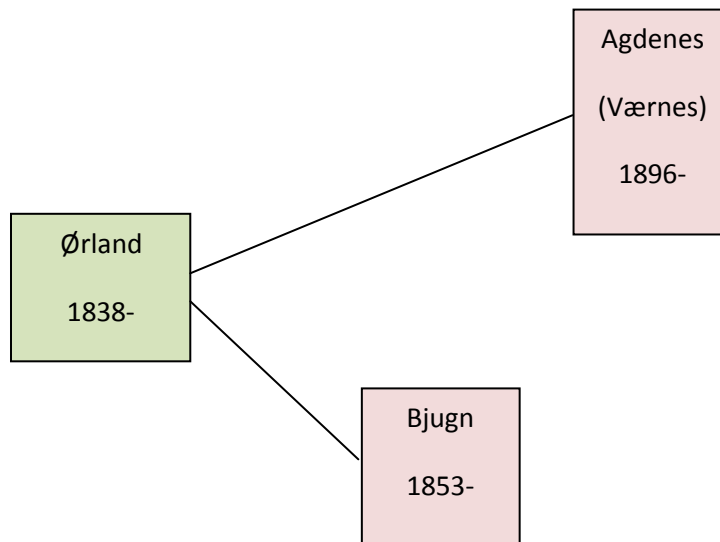 Agdenes
(Værnes)
1896-
Ørland
1838-
Bjugn
1853-